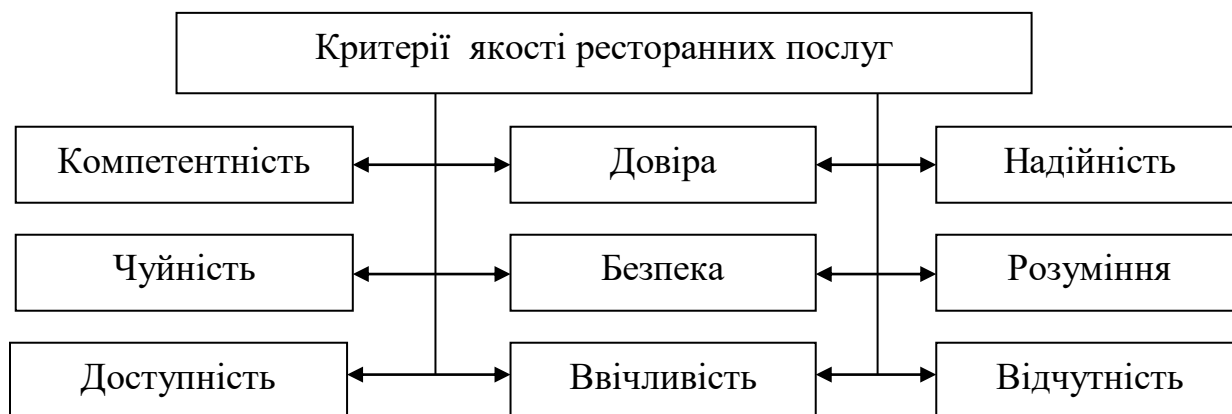 Критерії якості ресторанних послуг
Компетентність
Довіра
Надійність
Чуйність
Безпека
Розуміння
Доступність
Ввічливість
Відчутність